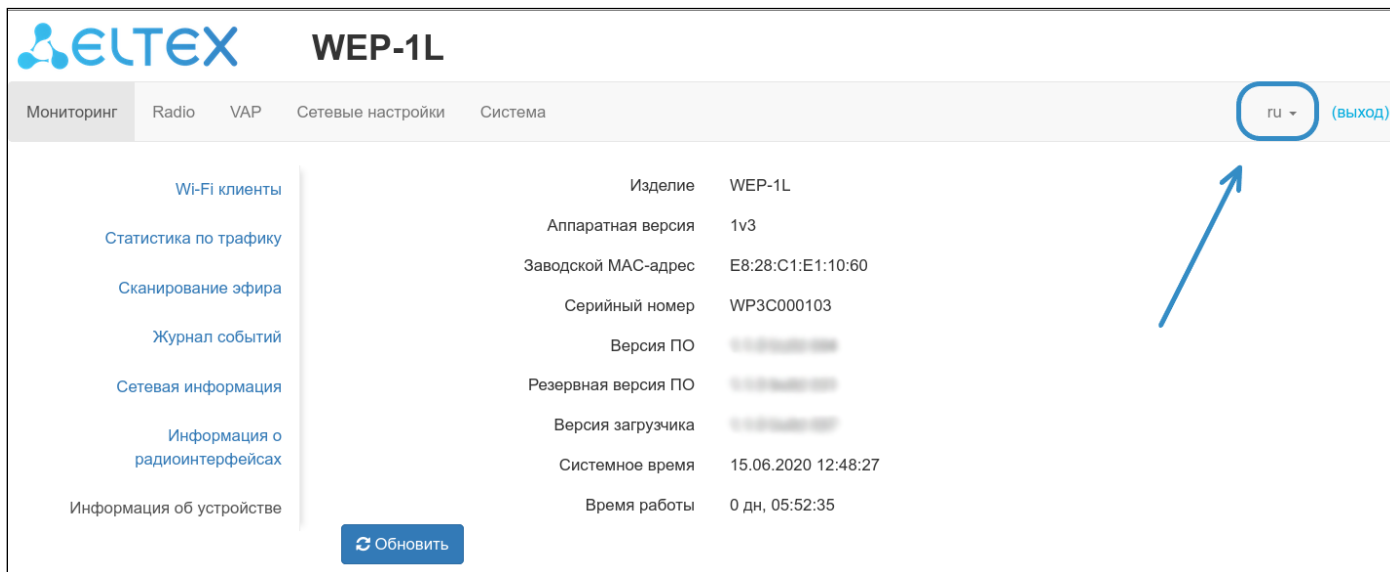 ELTEX WEP-1L
Мониторинг Radio VAP Сетевые настройки Система ru (выход)
Wi-Fi клиенты
Статистика по трафику
Сканирование эфира
Журнал событий
Сетевая информация
Информация о
радиоинтерфейсах
Информация об устройстве
Изделие WEP-1L
Аппаратная версия 1v3
Заводской MAC-адрес E8:28:C1:E1:10:60
Серийный номер WP3C000103
Версия ПО
Резервная версия ПО
Версия загрузчика
Системное время 15.06.2020 12:48:27
Время работы 0 дн, 05:52:35
Обновить